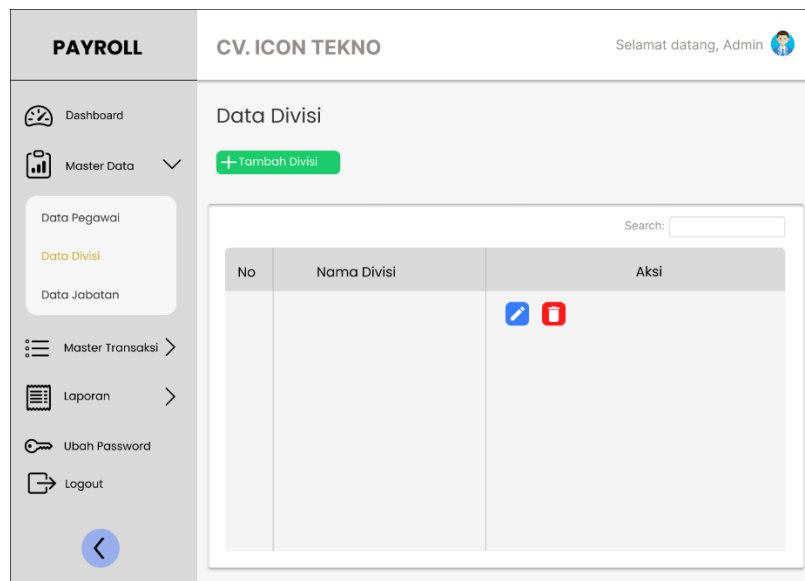 PAYROLL
CV. ICON TEKNO
Selamat datang, Admin
Dashboard
Master Data
Data Pegawai
Data Divisi
Data Jabatan
Master Transaksi
Laporan
Ubah Password
Logout
Data Divisi
Tambah Divisi
Search:
No Nama Divisi Aksi